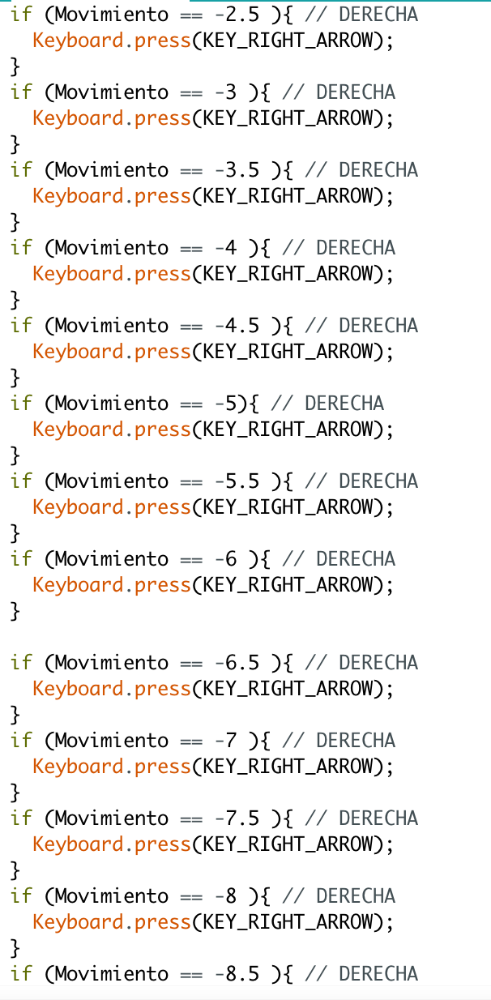 if (Movimiento == -2.5 ){ // DERECHA
Keyboard.press(KEY_RIGHT_ARROW);
}
if (Movimiento == -3 ){ // DERECHA
Keyboard.press(KEY_RIGHT_ARROW);
}
if (Movimiento == -3.5 ){ // DERECHA
Keyboard.press(KEY_RIGHT_ARROW);
}
if (Movimiento == -4 ){ // DERECHA
Keyboard.press(KEY_RIGHT_ARROW);
}
if (Movimiento == -4.5 ){ // DERECHA
Keyboard.press(KEY_RIGHT_ARROW);
}
if (Movimiento == -5){ // DERECHA
Keyboard.press(KEY_RIGHT_ARROW);
}
if (Movimiento == -5.5 ){ // DERECHA
Keyboard.press(KEY_RIGHT_ARROW);
}
if (Movimiento == -6 ){ // DERECHA
Keyboard.press(KEY_RIGHT_ARROW);
}
if (Movimiento == -6.5 ){ // DERECHA
Keyboard.press(KEY_RIGHT_ARROW);
}
if (Movimiento == -7 ){ // DERECHA
Keyboard.press(KEY_RIGHT_ARROW);
}
if (Movimiento == -7.5 ){ // DERECHA
Keyboard.press(KEY_RIGHT_ARROW);
}
if (Movimiento == -8 ){ // DERECHA
Keyboard.press(KEY_RIGHT_ARROW);
}
if (Movimiento == -8.5 ){ // DERECHA